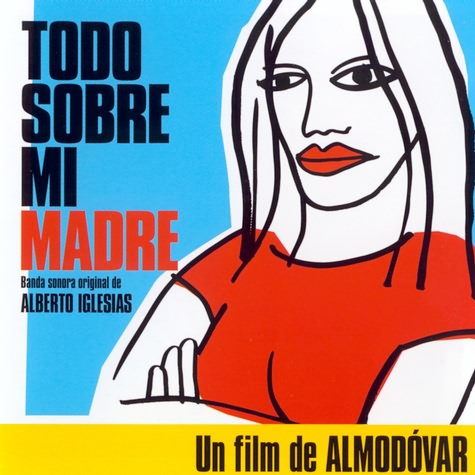 TODO
SOBRE
MI
MADRE
Banda sonora original de
ALBERTO IGLESIAS
Un film de ALMODÓVAR